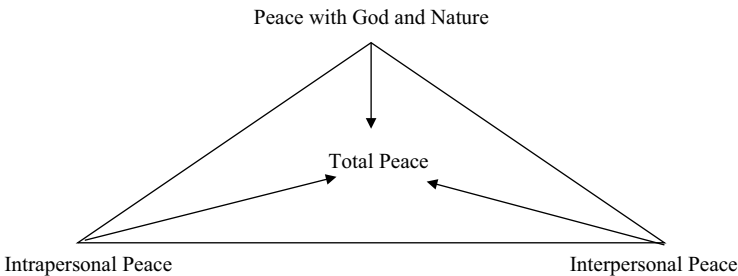 Peace with God and Nature
Total Peace
Intrapersonal Peace
Interpersonal Peace